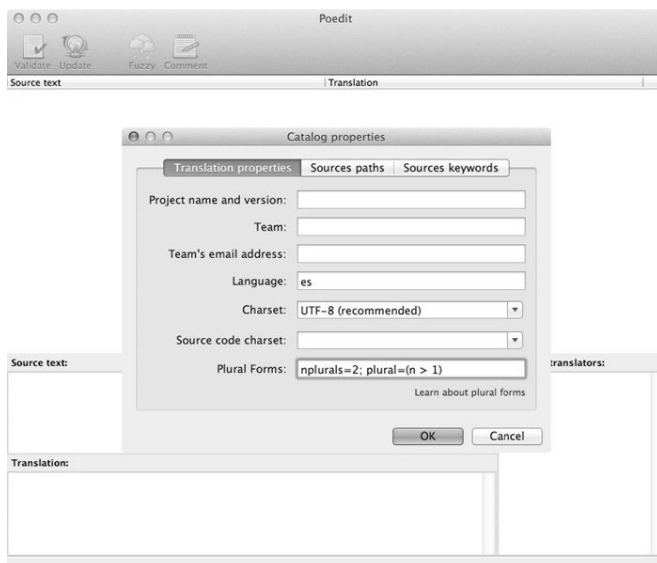 Poedit
Validate Update Fuzzy Comment
Source text Translation
Catalog properties
Translation properties Sources paths Sources keywords
Project name and version:
Team:
Team's email address:
Language: es
Charset: UTF-8 (recommended)
Source code charset:
Plural Forms: nplurals=2; plural=(n > 1)
Learn about plural forms
OK Cancel
Source text: translators:
Translation: